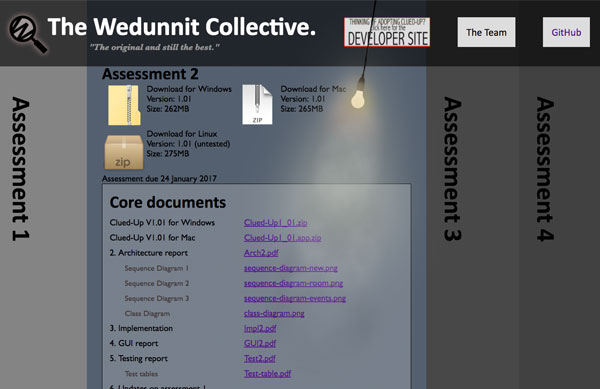 The Wedunnit Collective.
"The original and still the best."
THINKING OF ADOPTING CLUED-UP?
Click here for the
DEVELOPER SITE
The Team
GitHub
Assessment 1
Assessment 2
Download for Windows
Version: 1.01
Size: 262MB
Download for Mac
Version: 1.01
Size: 265MB
ZIP
Download for Linux
Version: 1.01 (untested)
Size: 275MB
zip
Assessment due 24 January 2017
Core documents
Clued-Up V1.01 for Windows Clued-Up1_01.zip
Clued-Up V1.01 for Mac Clued-Up1_01.app.zip
2. Architecture report Arch2.pdf
Sequence Diagram 1 sequence-diagram-new.png
Sequence Diagram 2 sequence-diagram-room.png
Sequence Diagram 3 sequence-diagram-events.png
Class Diagram class-diagram.png
3. Implementation Impl2.pdf
4. GUI report GUI2.pdf
5. Testing report Test2.pdf
Test tables Test-table.pdf
6. Updates on assessment 1
Assessment 3
Assessment 4